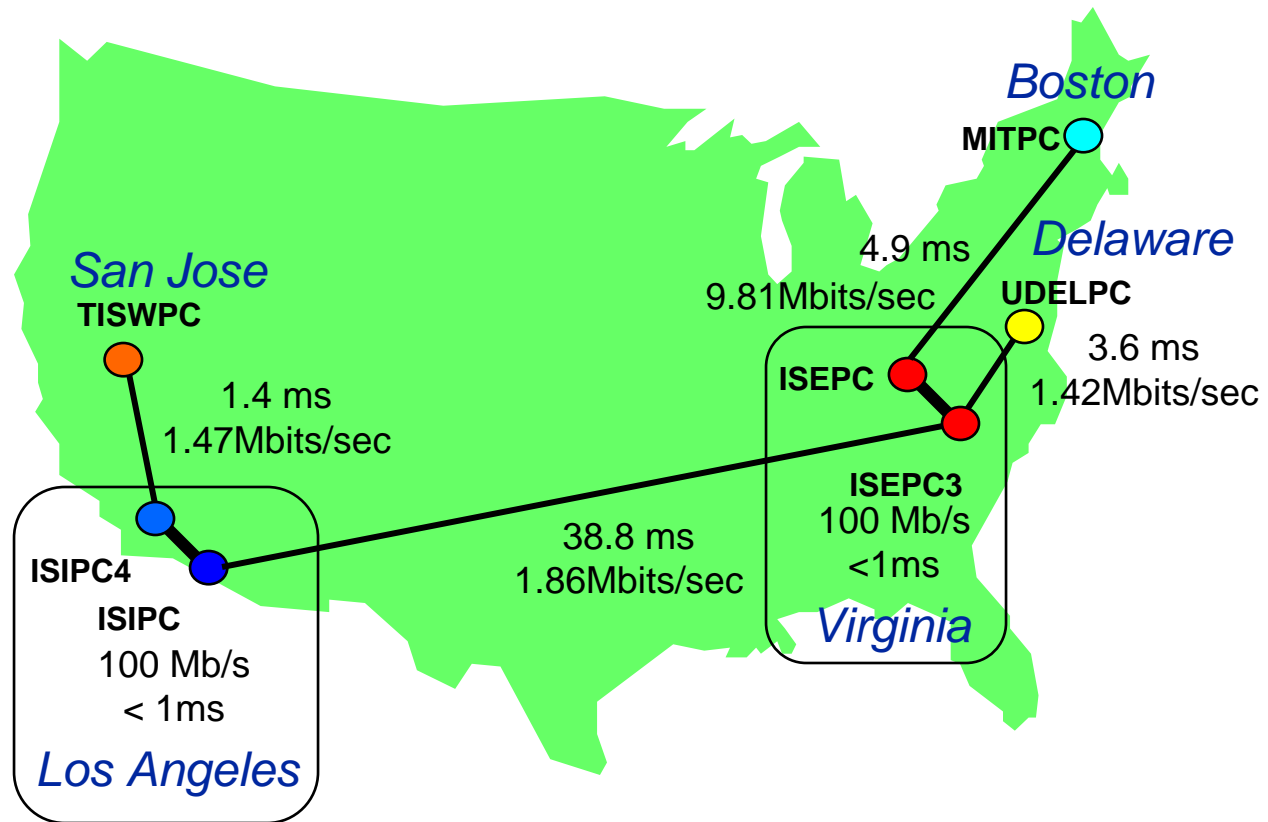 Boston
MITPC
Delaware
4.9 ms
9.81Mbits/sec
UDELPC
3.6 ms
1.42Mbits/sec
San Jose
TISWPC
1.4 ms
1.47Mbits/sec
ISEPC
ISEPC3
100 Mb/s
<1ms
Virginia
38.8 ms
1.86Mbits/sec
ISIPC4
ISIPC
100 Mb/s
< 1ms
Los Angeles